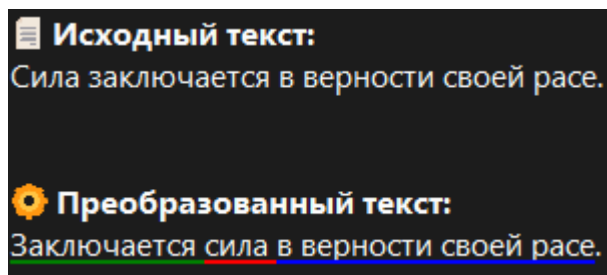 Исходный текст:
Сила заключается в верности своей расе.
Преобразованный текст:
Заключается сила в верности своей расе.